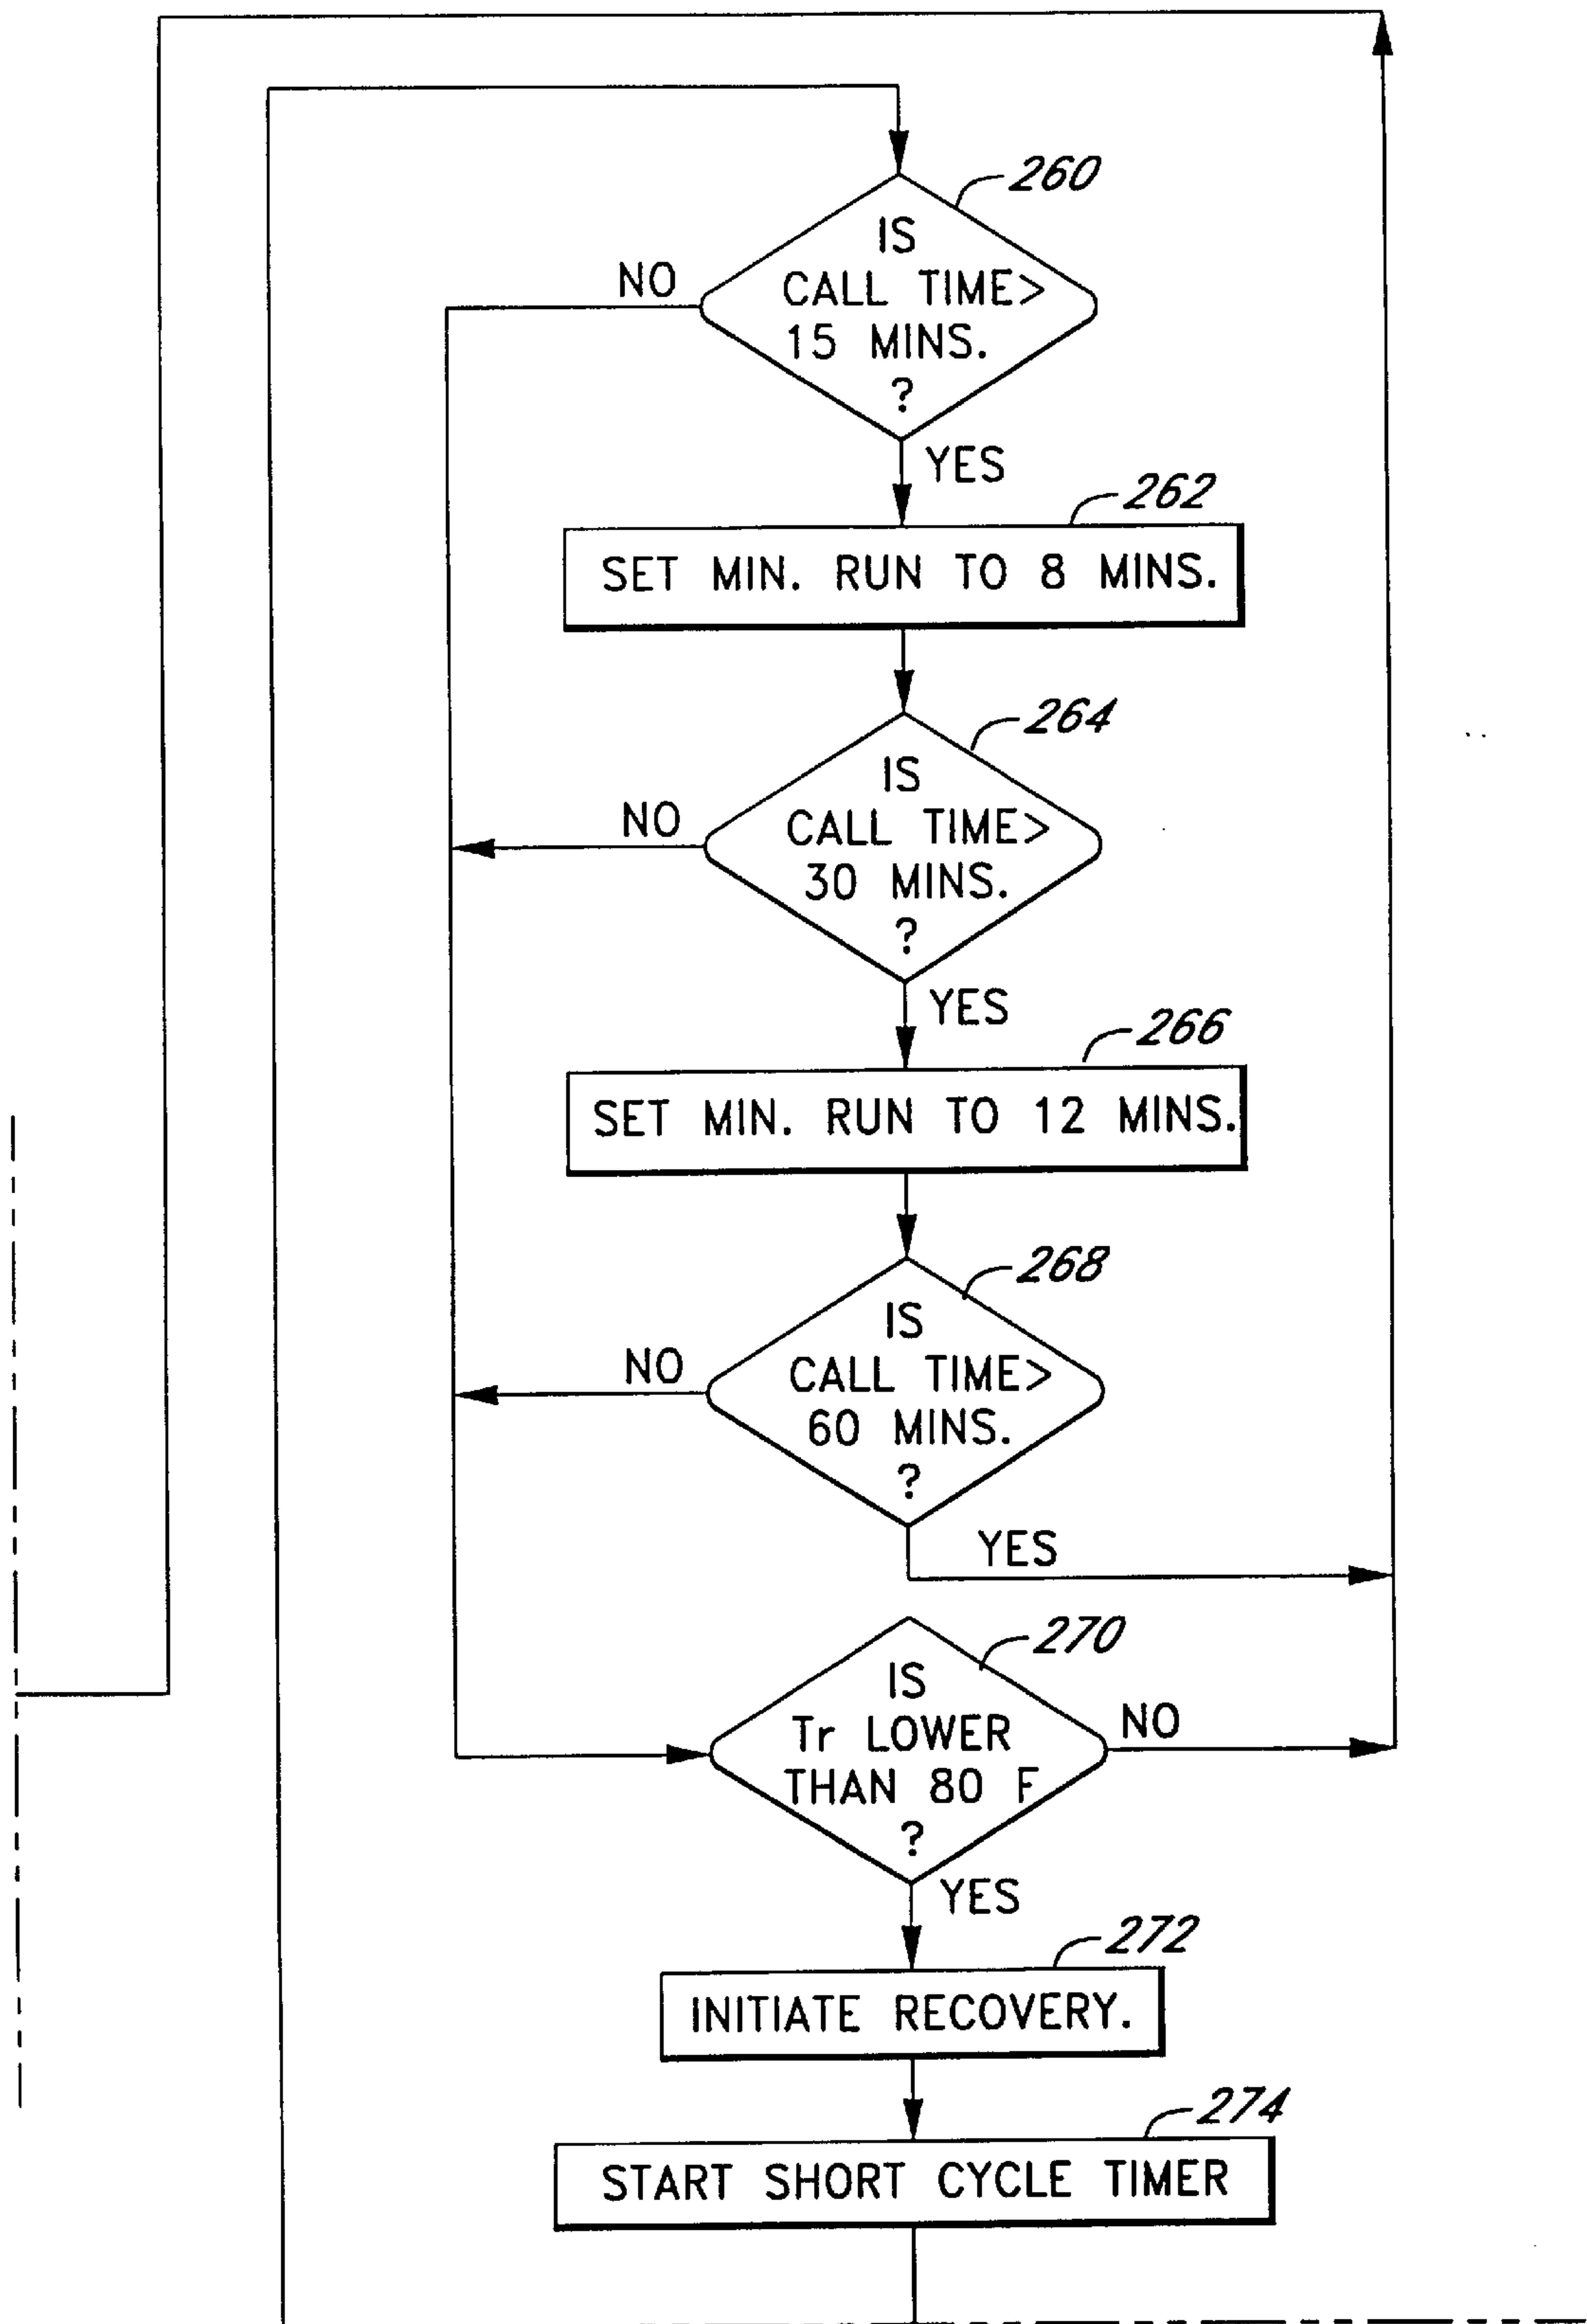 260
IS
CALL TIME>
15 MINS.
?
NO
YES
262
SET MIN. RUN TO 8 MINS.
264
IS
CALL TIME>
30 MINS.
?
NO
YES
266
SET MIN. RUN TO 12 MINS.
268
IS
CALL TIME>
60 MINS.
?
NO
YES
270
IS
Tr LOWER
THAN 80 F
?
NO
YES
272
INITIATE RECOVERY.
274
START SHORT CYCLE TIMER